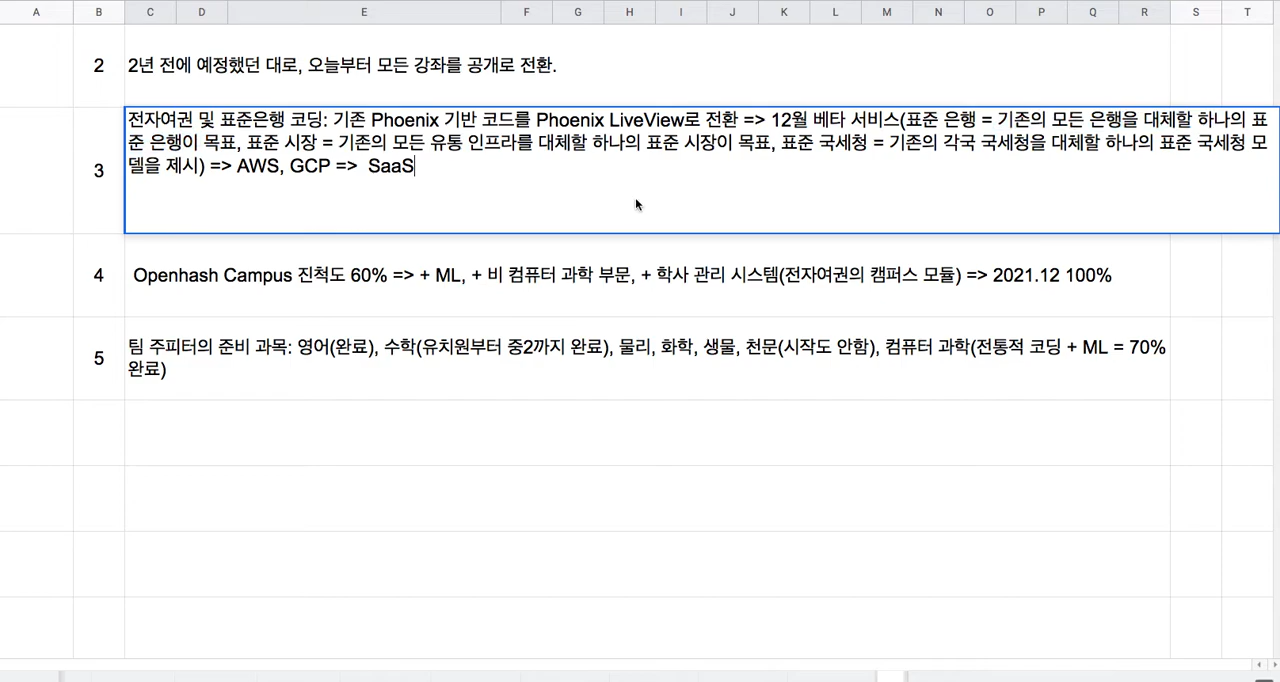 A B C D E F G H I J K L M N O P Q R S T
2 2년 전에 예정했던 대로, 오늘부터 모든 강좌를 공개로 전환.
전자여권 및 표준은행 코딩: 기존 Phoenix 기반 코드를 Phoenix LiveView로 전환 => 12월 베타 서비스(표준 은행 = 기존의 모든 은행을 대체할 하나의 표
준 은행이 목표, 표준 시장 = 기존의 모든 유통 인프라를 대체할 하나의 표준 시장이 목표, 표준 국세청 = 기존의 각국 국세청을 대체할 하나의 표준 국세청 모
3 델을 제시) => AWS, GCP =>  SaaS
4 Openhash Campus 진척도 60% => + ML, + 비 컴퓨터 과학 부문, + 학사 관리 시스템(전자여권의 캠퍼스 모듈) => 2021.12 100%
5 팀 주피터의 준비 과목: 영어(완료), 수학(유치원부터 중2까지 완료), 물리, 화학, 생물, 천문(시작도 안함), 컴퓨터 과학(전통적 코딩 + ML = 70%
완료)